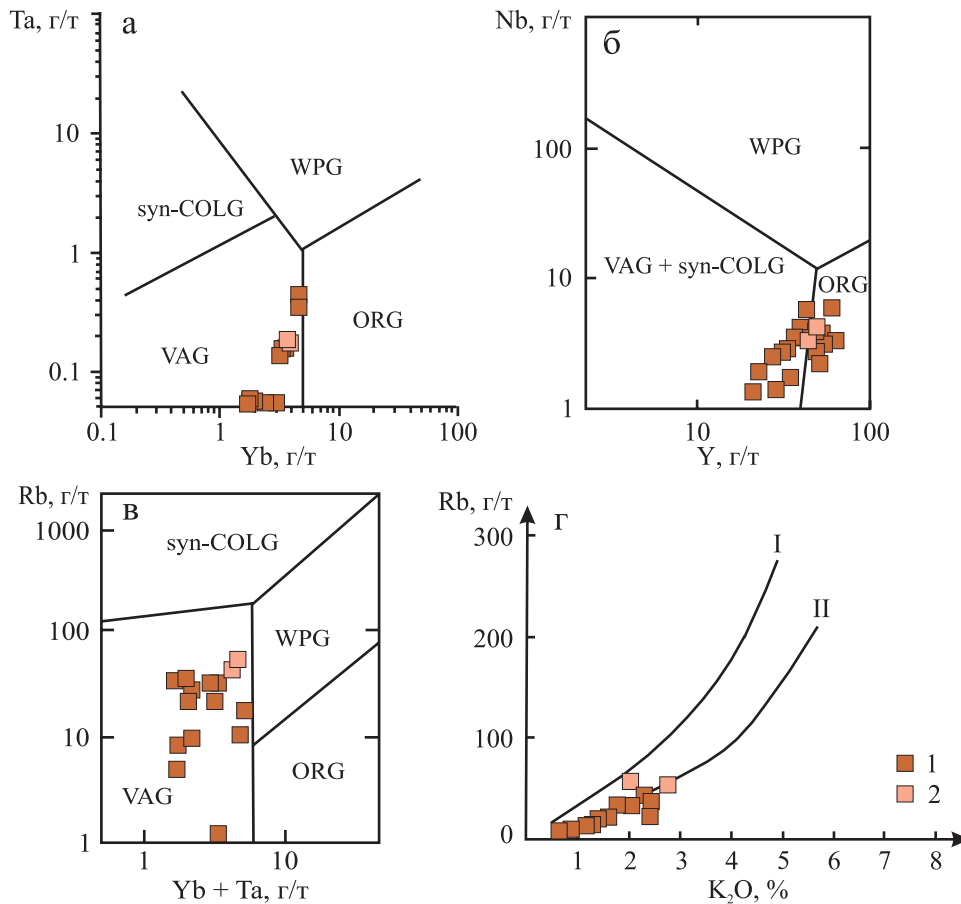 Ta, г/т
а
10
1
0.1
WPG
syn-COLG
ORG
VAG
0.1
1
10
100
Yb, г/т
Nb, г/т
б
100
10
1
WPG
VAG + syn-COLG
ORG
10
100
Y, г/т
Rb, г/т
в
1000
100
10
1
syn-COLG
WPG
ORG
VAG
1
10
Yb + Ta, г/т
Rb, г/т
г
300
200
100
0
I
II
1
2
1
2
3
4
5
6
7
8
K₂O, %